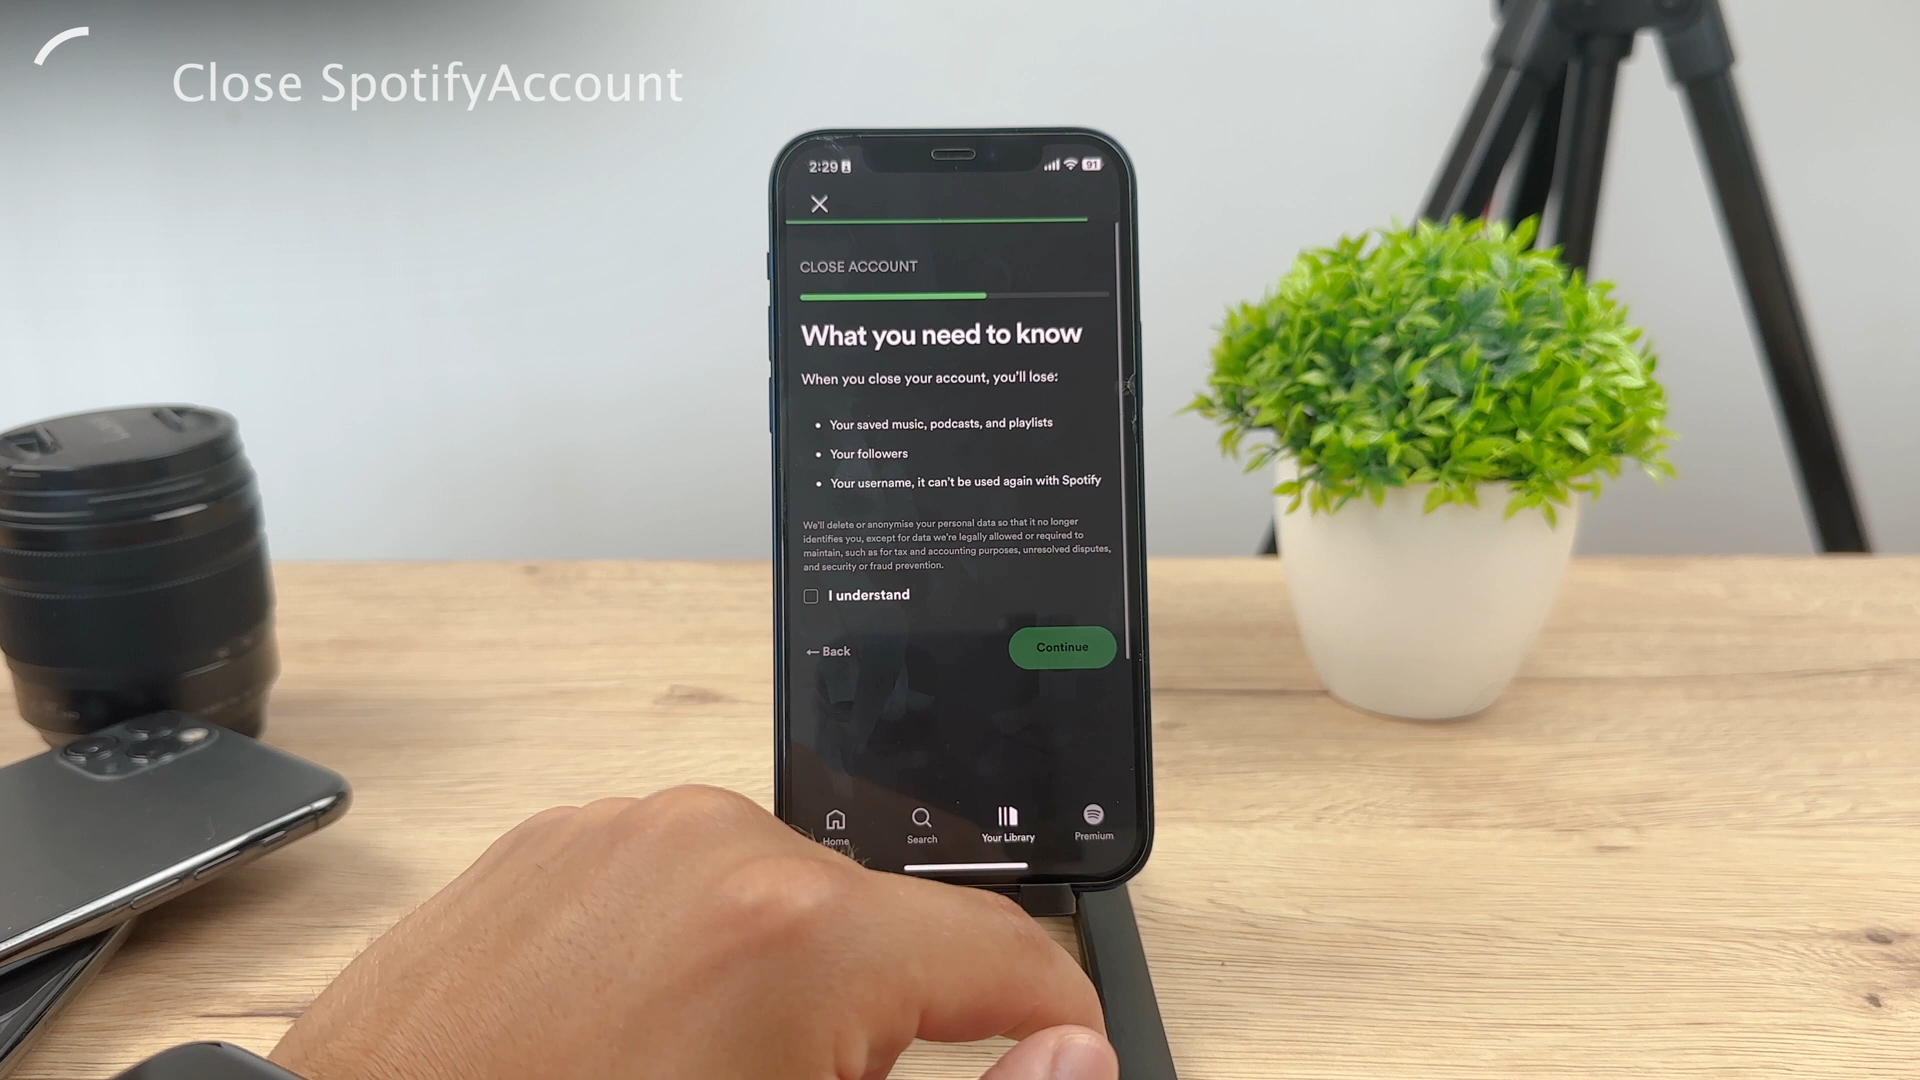 Close SpotifyAccount
2:29
91
CLOSE ACCOUNT
What you need to know
When you close your account, you'll lose:
• Your saved music, podcasts, and playlists
• Your followers
• Your username, it can't be used again with Spotify
We'll delete or anonymise your personal data so that it no longer
identifies you, except for data we're legally allowed or required to
maintain, such as for tax and accounting purposes, unresolved disputes,
and security or fraud prevention.
I understand
← Back
Continue
Home
Search
Your Library
Premium